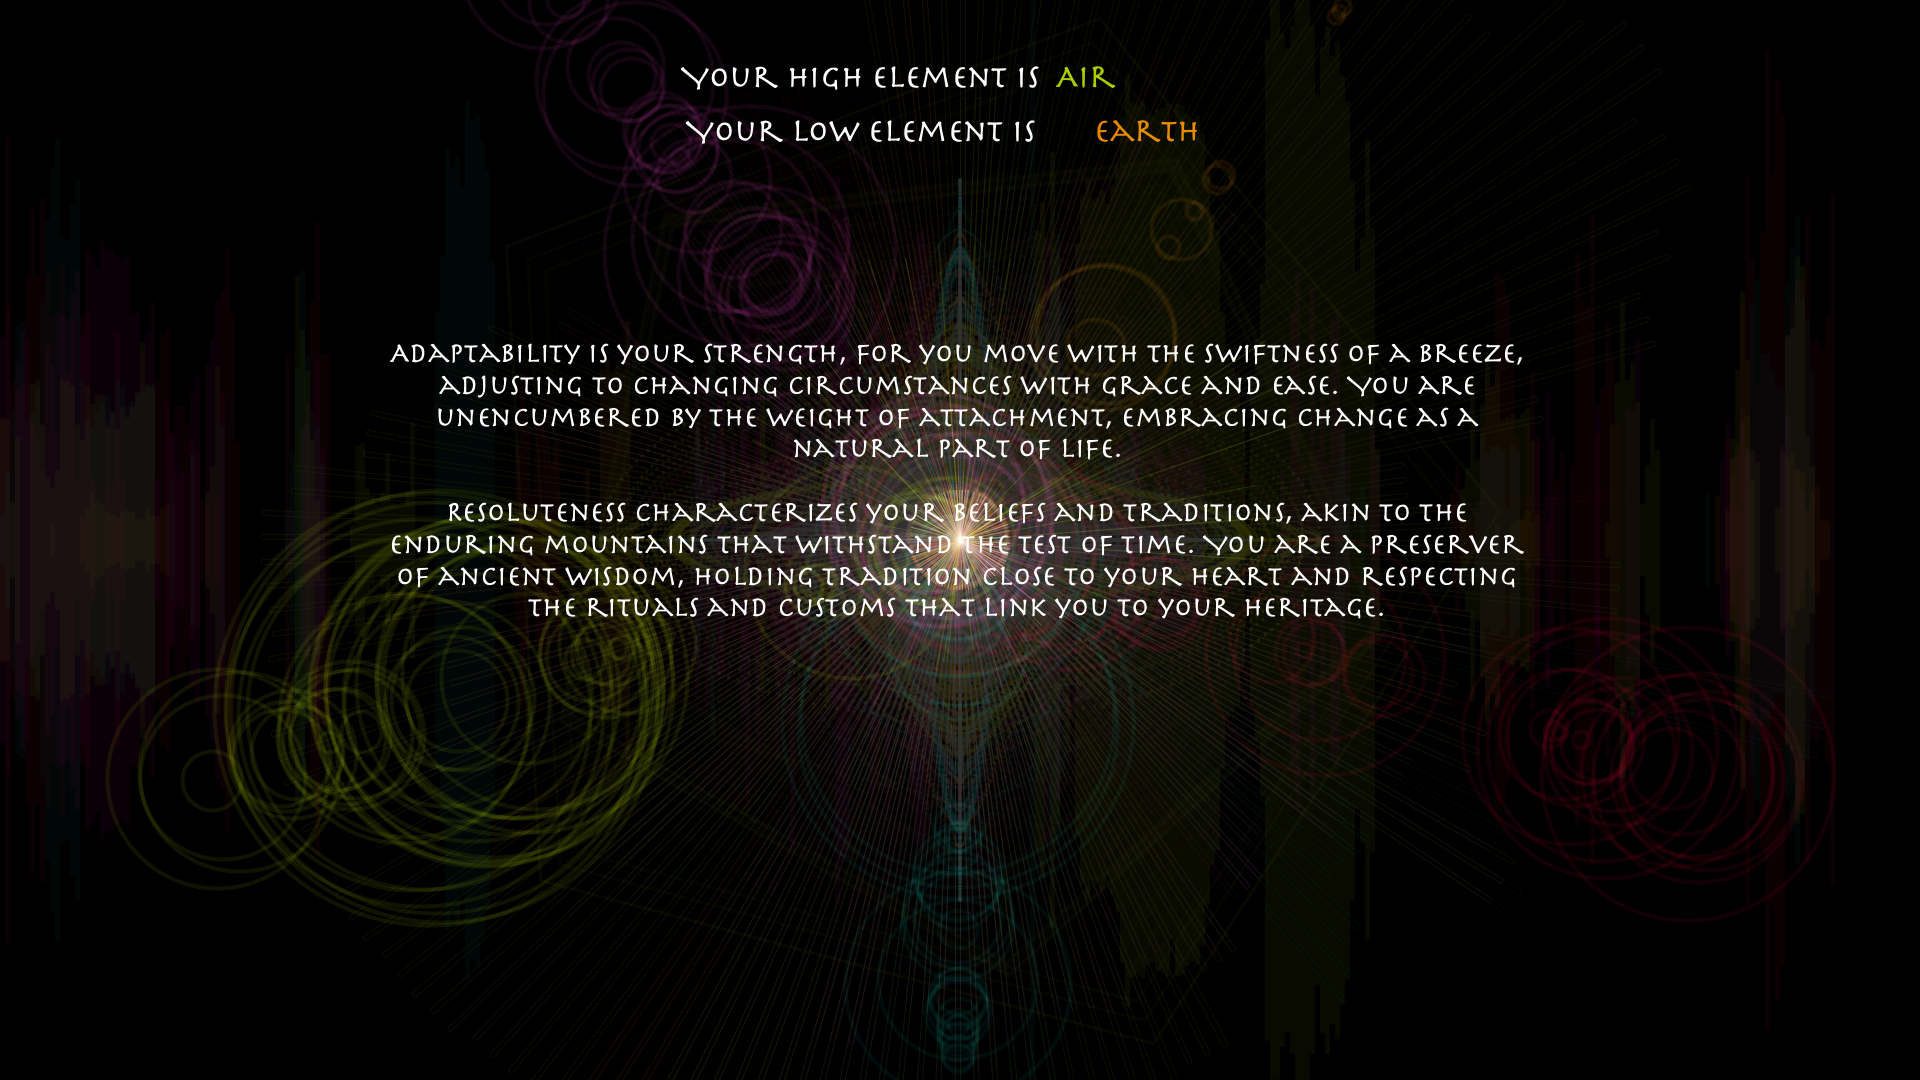 Your high element is Air
Your low element is Earth
Adaptability is your strength, for you move with the swiftness of a breeze,
adjusting to changing circumstances with grace and ease. You are
unencumbered by the weight of attachment, embracing change as a
natural part of life.
Resoluteness characterizes your beliefs and traditions, akin to the
enduring mountains that withstand the test of time. You are a preserver
of ancient wisdom, holding tradition close to your heart and respecting
the rituals and customs that link you to your heritage.